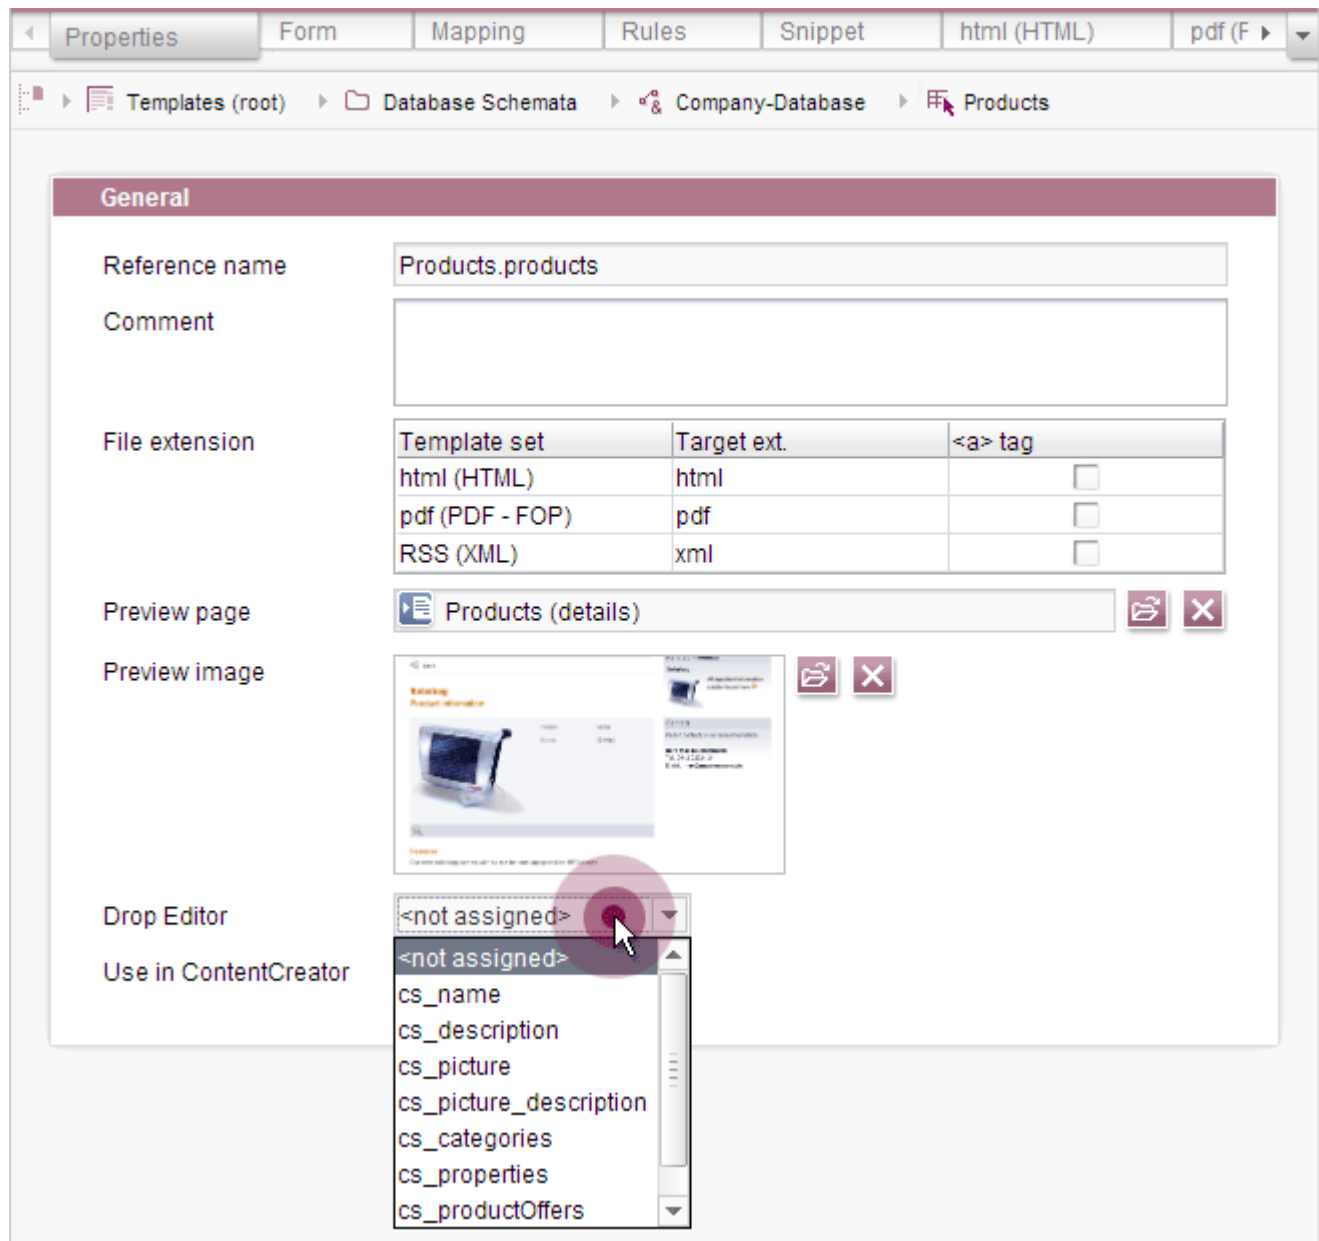 Properties Form Mapping Rules Snippet html (HTML) pdf (F
Templates (root) Database Schemata Company-Database Products
General
Reference name Products.products
Comment
File extension Template set Target ext. <a> tag
html (HTML) html
pdf (PDF - FOP) pdf
RSS (XML) xml
Preview page Products (details)
Preview image
Product information
Drop Editor <not assigned>
<not assigned>
Use in ContentCreator
cs_name
cs_description
cs_picture
cs_picture_description
cs_categories
cs_properties
cs_productOffers